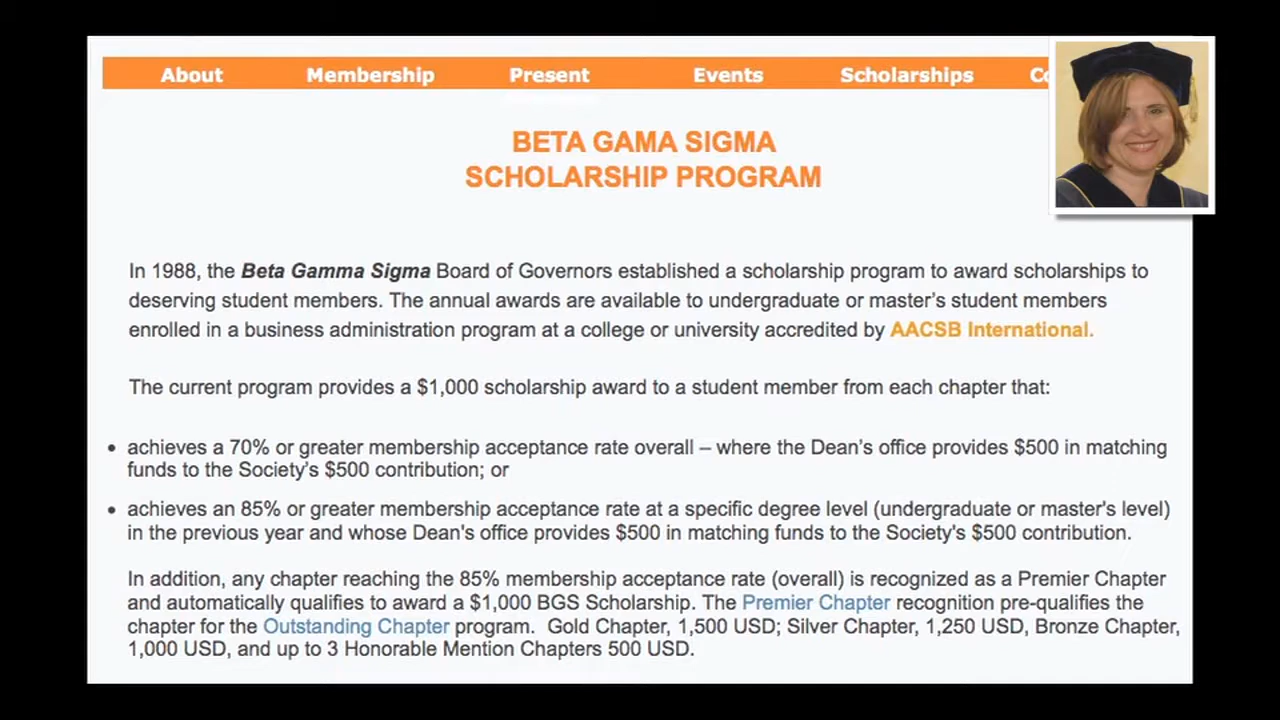 About Membership Present Events Scholarships
BETA GAMA SIGMA
SCHOLARSHIP PROGRAM
In 1988, the Beta Gamma Sigma Board of Governors established a scholarship program to award scholarships to
deserving student members. The annual awards are available to undergraduate or master's student members
enrolled in a business administration program at a college or university accredited by AACSB International.
The current program provides a $1,000 scholarship award to a student member from each chapter that:
• achieves a 70% or greater membership acceptance rate overall – where the Dean's office provides $500 in matching
funds to the Society's $500 contribution; or
• achieves an 85% or greater membership acceptance rate at a specific degree level (undergraduate or master's level)
in the previous year and whose Dean's office provides $500 in matching funds to the Society's $500 contribution.
In addition, any chapter reaching the 85% membership acceptance rate (overall) is recognized as a Premier Chapter
and automatically qualifies to award a $1,000 BGS Scholarship. The Premier Chapter recognition pre-qualifies the
chapter for the Outstanding Chapter program. Gold Chapter, 1,500 USD; Silver Chapter, 1,250 USD, Bronze Chapter,
1,000 USD, and up to 3 Honorable Mention Chapters 500 USD.